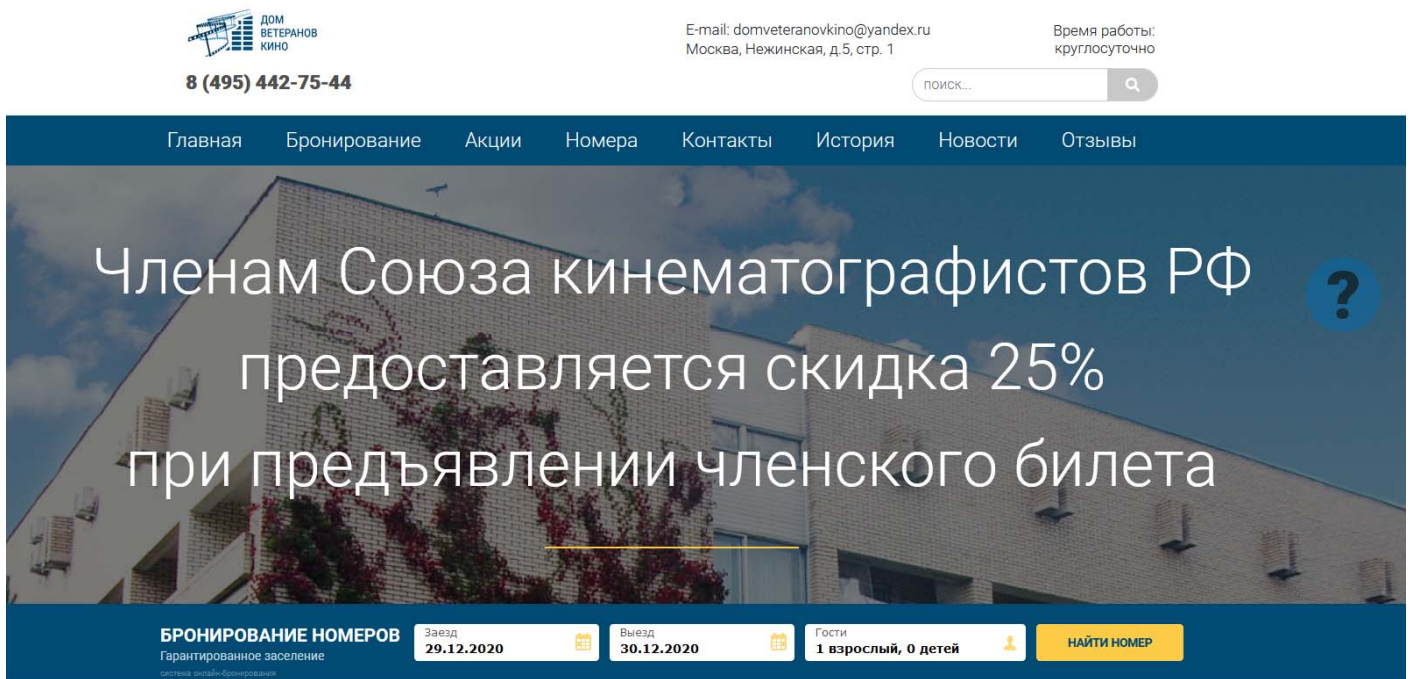 ДОМ
ВЕТЕРАНОВ
КИНО
8 (495) 442-75-44
E-mail: domveteranovkino@yandex.ru
Москва, Нежинская, д.5, стр. 1
Время работы:
круглосуточно
поиск...
Главная Бронирование Акции Номера Контакты История Новости Отзывы
Членам Союза кинематографистов РФ
предоставляется скидка 25%
при предъявлении членского билета
?
БРОНИРОВАНИЕ НОМЕРОВ
Гарантированное заселение
система онлайн-бронирования
Заезд
29.12.2020
Выезд
30.12.2020
Гости
1 взрослый, 0 детей
НАЙТИ НОМЕР